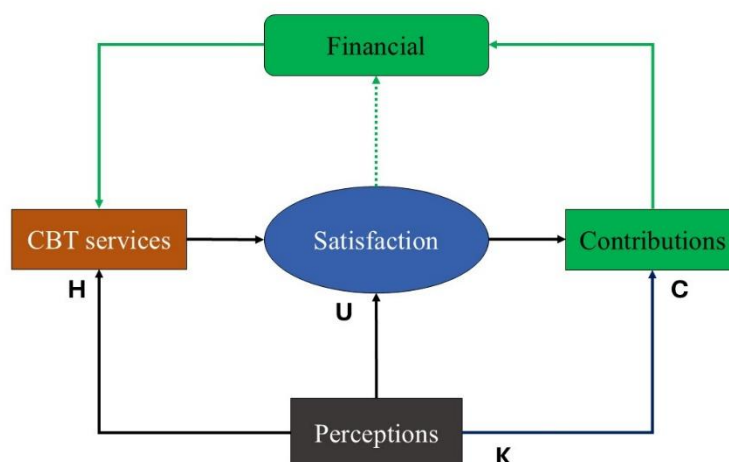 Financial
CBT services
Satisfaction
Contributions
H
U
C
Perceptions
K